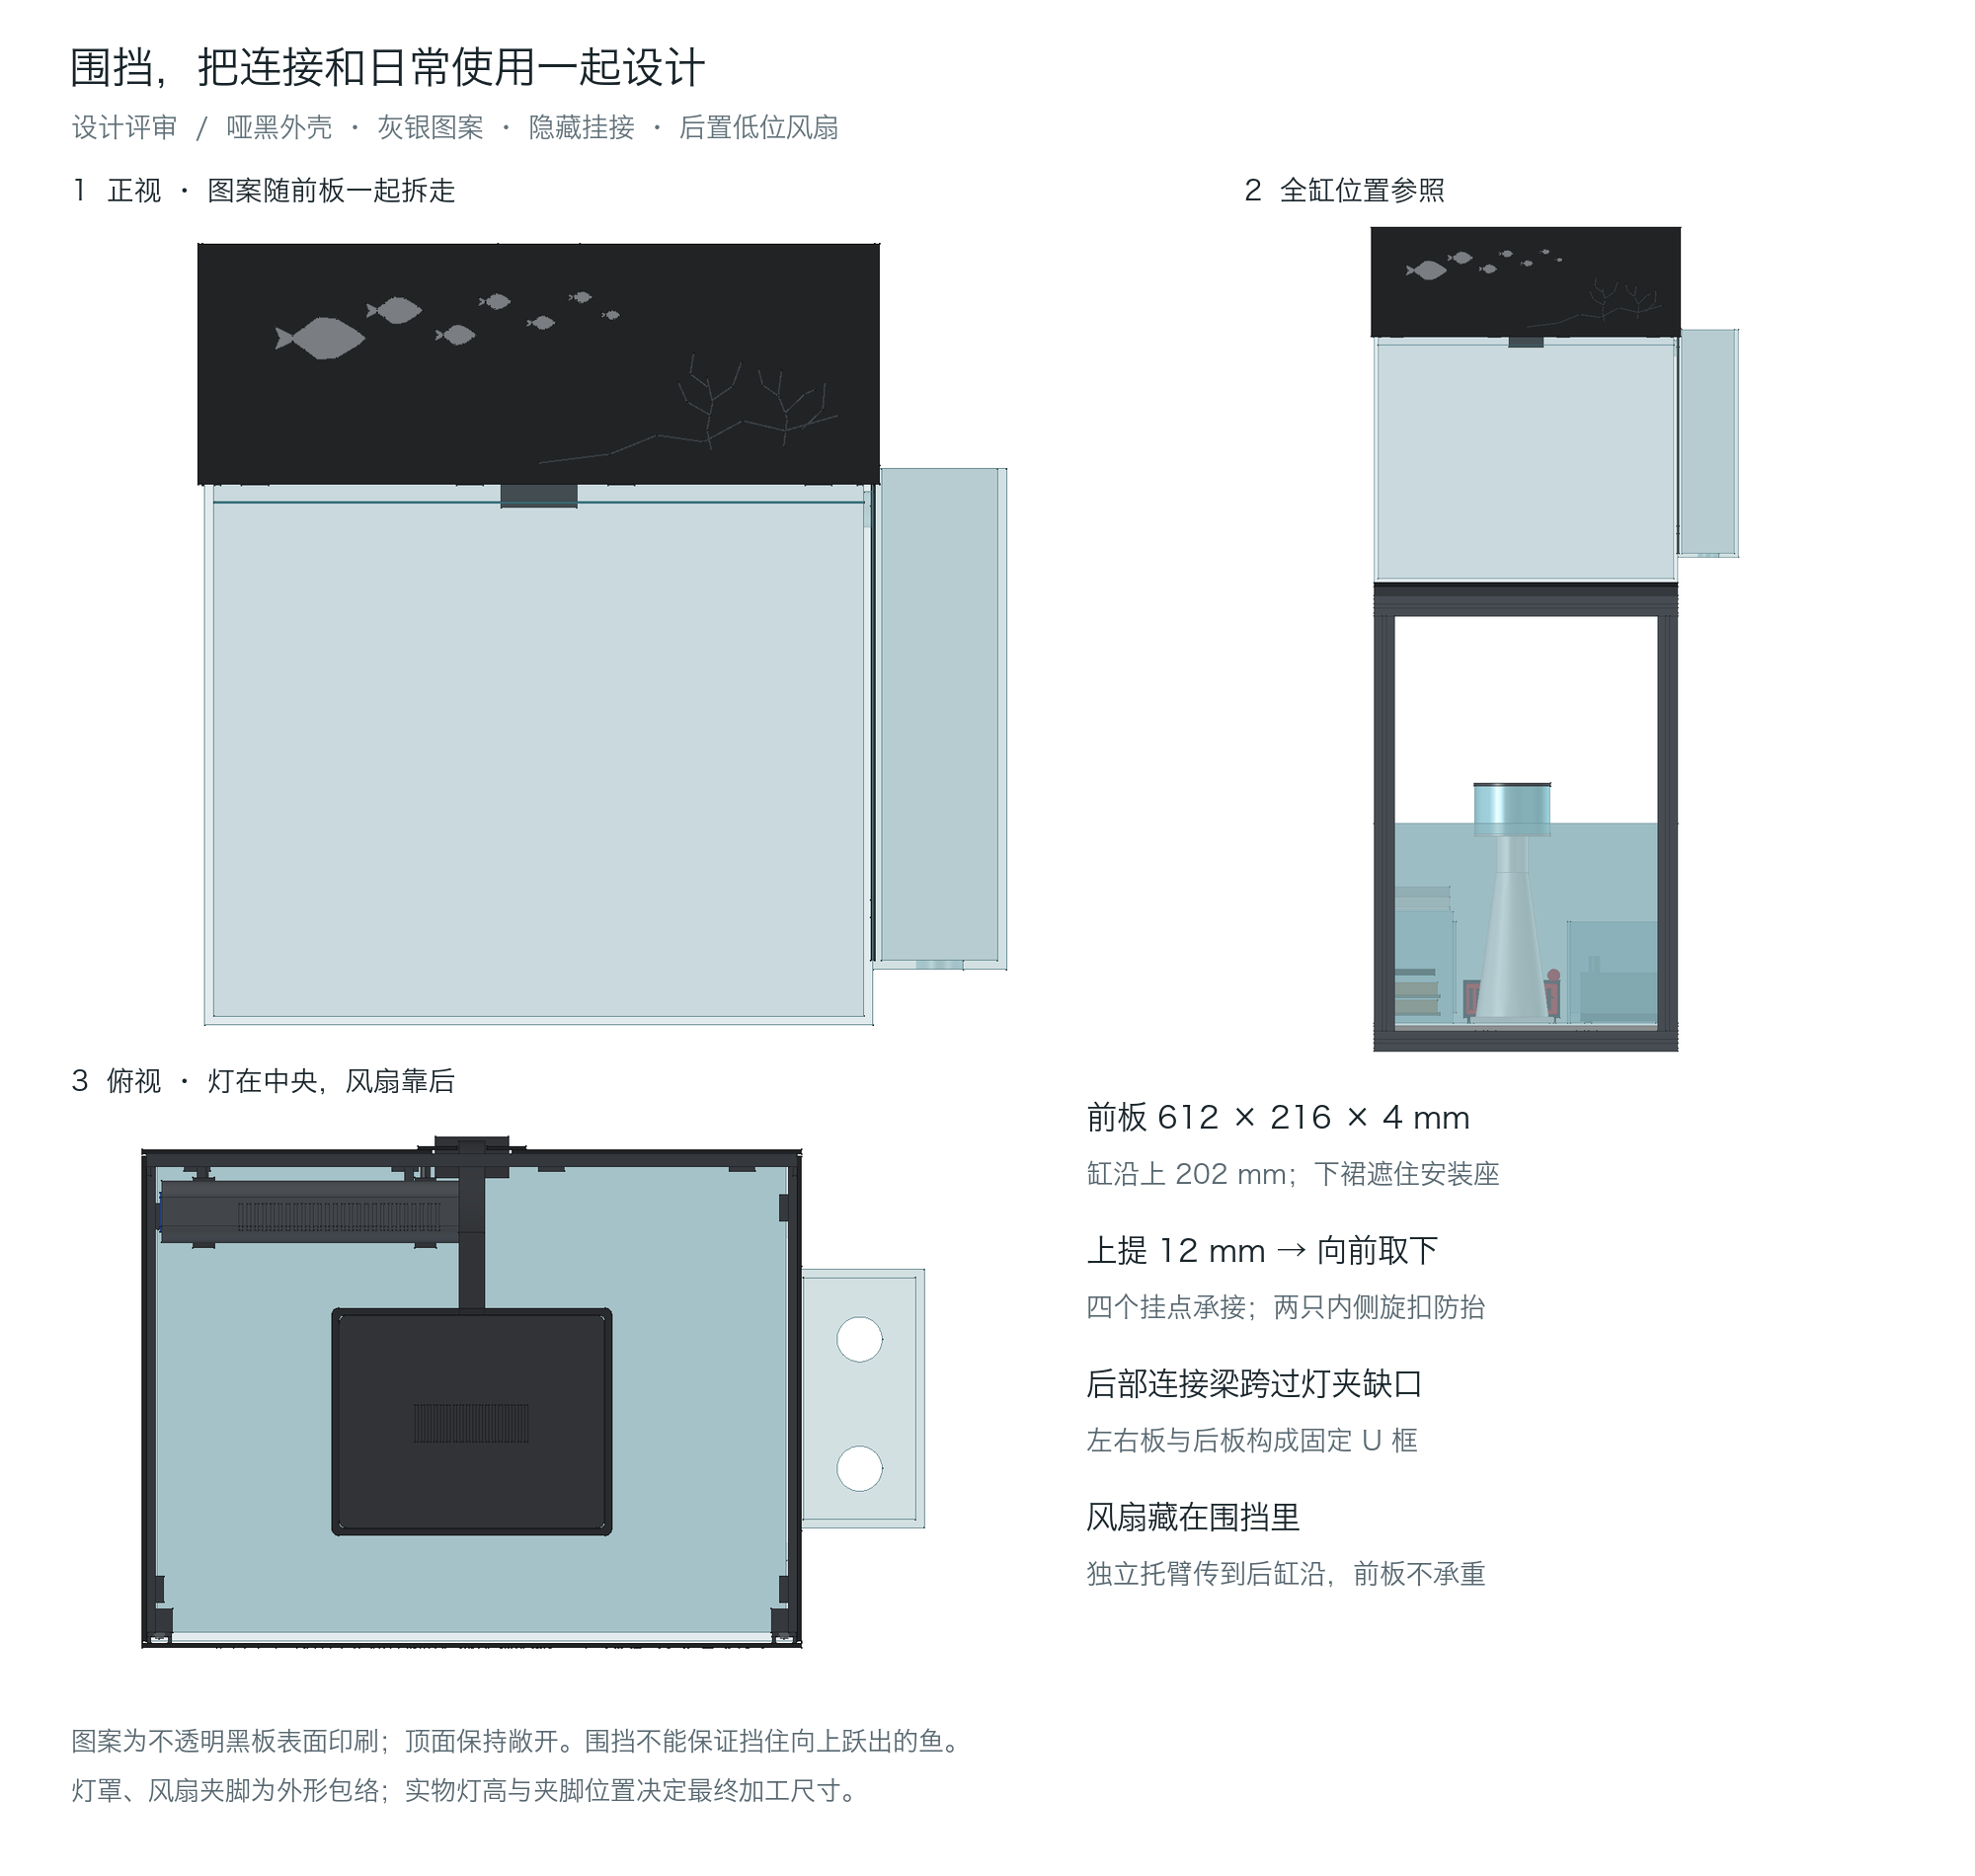 围挡，把连接和日常使用一起设计
设计评审 / 哑黑外壳 · 灰银图案 · 隐藏挂接 · 后置低位风扇
1 正视 · 图案随前板一起拆走
2 全缸位置参照
3 俯视 · 灯在中央，风扇靠后
前板 612 × 216 × 4 mm
缸沿上 202 mm；下裙遮住安装座
上提 12 mm → 向前取下
四个挂点承接；两只内侧旋扣防抬
后部连接梁跨过灯夹缺口
左右板与后板构成固定 U 框
风扇藏在围挡里
独立托臂传到后缸沿，前板不承重
图案为不透明黑板表面印刷；顶面保持敞开。围挡不能保证挡住向上跃出的鱼。
灯罩、风扇夹脚为外形包络；实物灯高与夹脚位置决定最终加工尺寸。